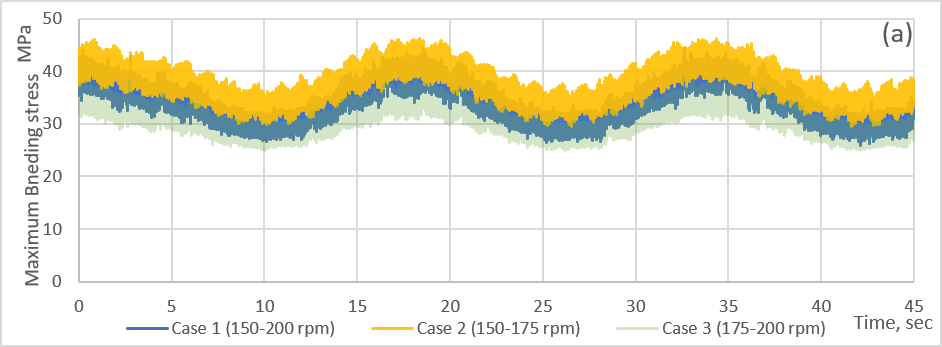 Maximum Bneding stress  MPa
(a)
50
40
30
20
10
0
0 5 10 15 20 25 30 35 40 45
Time, sec
Case 1 (150-200 rpm) Case 2 (150-175 rpm) Case 3 (175-200 rpm)